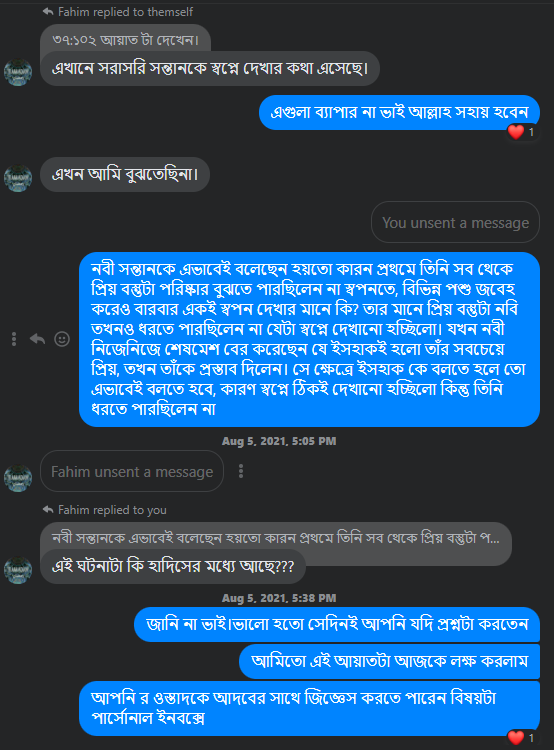 Fahim replied to themself
৩৭:১০২ আয়াত টা দেখেন।
এখানে সরাসরি সন্তানকে স্বপ্নে দেখার কথা এসেছে।
এগুলা ব্যাপার না ভাই আল্লাহ সহায় হবেন
1
এখন আমি বুঝতেছিনা।
You unsent a message
নবী সন্তানকে এভাবেই বলেছেন হয়তো কারন প্রথমে তিনি সব থেকে
প্রিয় বস্তুটা পরিষ্কার বুঝতে পারছিলেন না স্বপনতে, বিভিন্ন পশু জবেহ
করেও বারবার একই স্বপন দেখার মানে কি? তার মানে প্রিয় বস্তুটা নবি
তখনও ধরতে পারছিলেন না যেটা স্বপ্নে দেখানো হচ্ছিলো। যখন নবী
নিজেনিজে শেষমেশ বের করেছেন যে ইসহাকই হলো তাঁর সবচেয়ে
প্রিয়, তখন তাঁকে প্রস্তাব দিলেন। সে ক্ষেত্রে ইসহাক কে বলতে হলে তো
এভাবেই বলতে হবে, কারণ স্বপ্নে ঠিকই দেখানো হচ্ছিলো কিন্তু তিনি
ধরতে পারছিলেন না
Aug 5, 2021, 5:05 PM
Fahim unsent a message
Fahim replied to you
নবী সন্তানকে এভাবেই বলেছেন হয়তো কারন প্রথমে তিনি সব থেকে প্রিয় বস্তুটা প...
এই ঘটনাটা কি হাদিসের মধ্যে আছে???
Aug 5, 2021, 5:38 PM
জানি না ভাই।ভালো হতো সেদিনই আপনি যদি প্রশ্নটা করতেন
আমিতো এই আয়াতটা আজকে লক্ষ করলাম
আপনি র ওস্তাদকে আদবের সাথে জিজ্ঞেস করতে পারেন বিষয়টা
পার্সোনাল ইনবক্সে
1